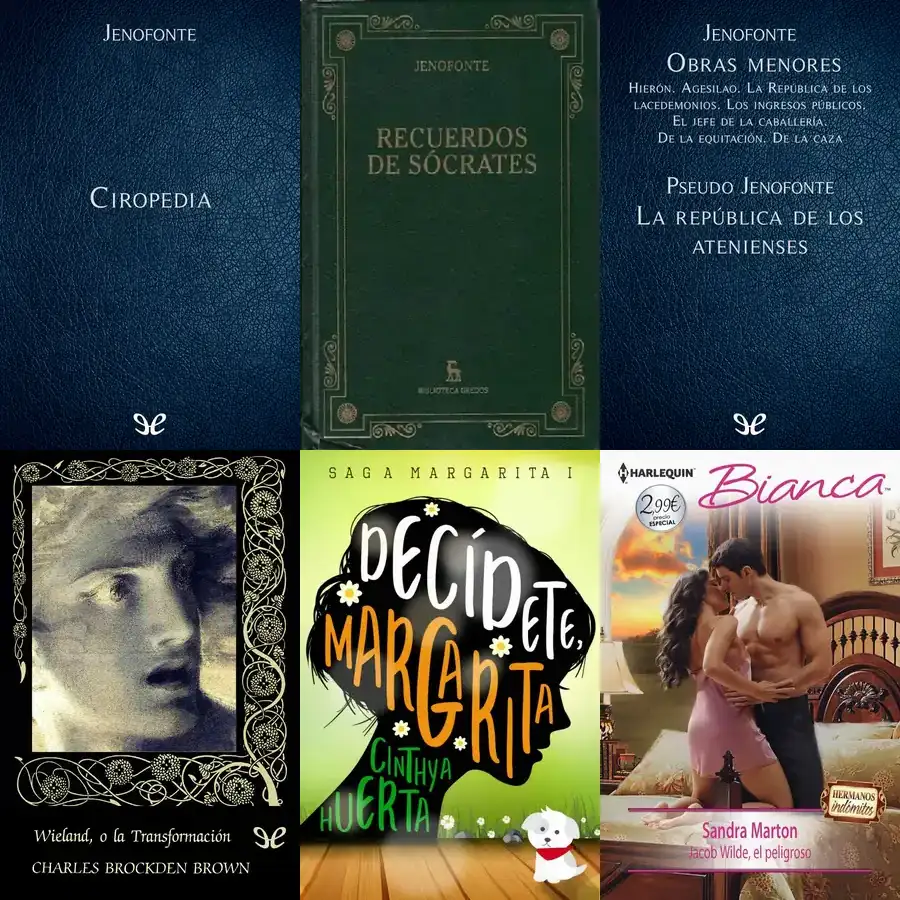 JENOFONTE
CIROPEDIA
JENOFONTE
RECUERDOS
DE SÓCRATES
BIBLIOTECA GREDOS
JENOFONTE
OBRAS MENORES
HIERÓN. AGESILAO. LA REPÚBLICA DE LOS
LACEDEMONIOS. LOS INGRESOS PÚBLICOS.
EL JEFE DE LA CABALLERÍA.
DE LA EQUITACIÓN. DE LA CAZA
PSEUDO JENOFONTE
LA REPÚBLICA DE LOS
ATENIENSES
Wieland, o la Transformación
CHARLES BROCKDEN BROWN
SAGA MARGARITA I
DECÍDETE,
MARGARITA
CINTHYA
HUERTA
HARLEQUIN™
Bianca™
2,99€
precio
ESPECIAL
HERMANOS
indómitos
Sandra Marton
Jacob Wilde, el peligroso